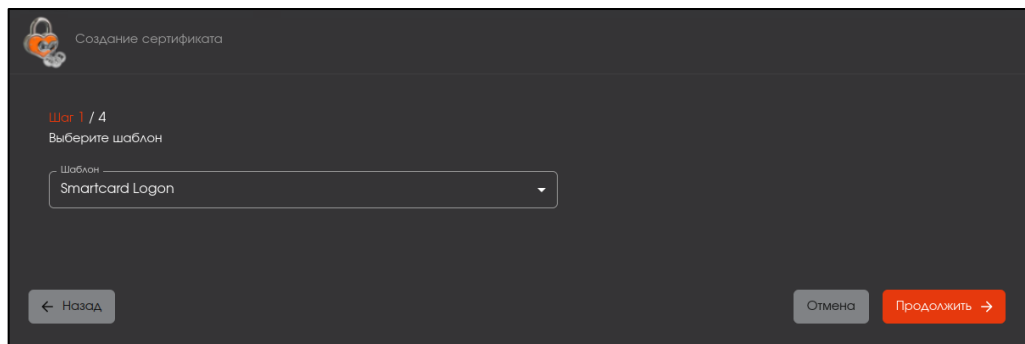 Создание сертификата
Шаг 1 / 4
Выберите шаблон
Шаблон
Smartcard Logon
← Назад
Отмена
Продолжить →